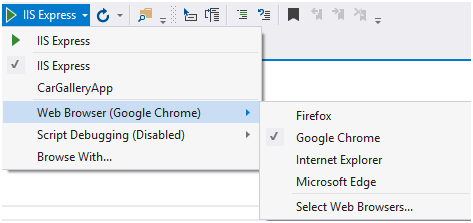 IIS Express
IIS Express
IIS Express
CarGalleryApp
Web Browser (Google Chrome)
Script Debugging (Disabled)
Browse With...
Firefox
Google Chrome
Internet Explorer
Microsoft Edge
Select Web Browsers...